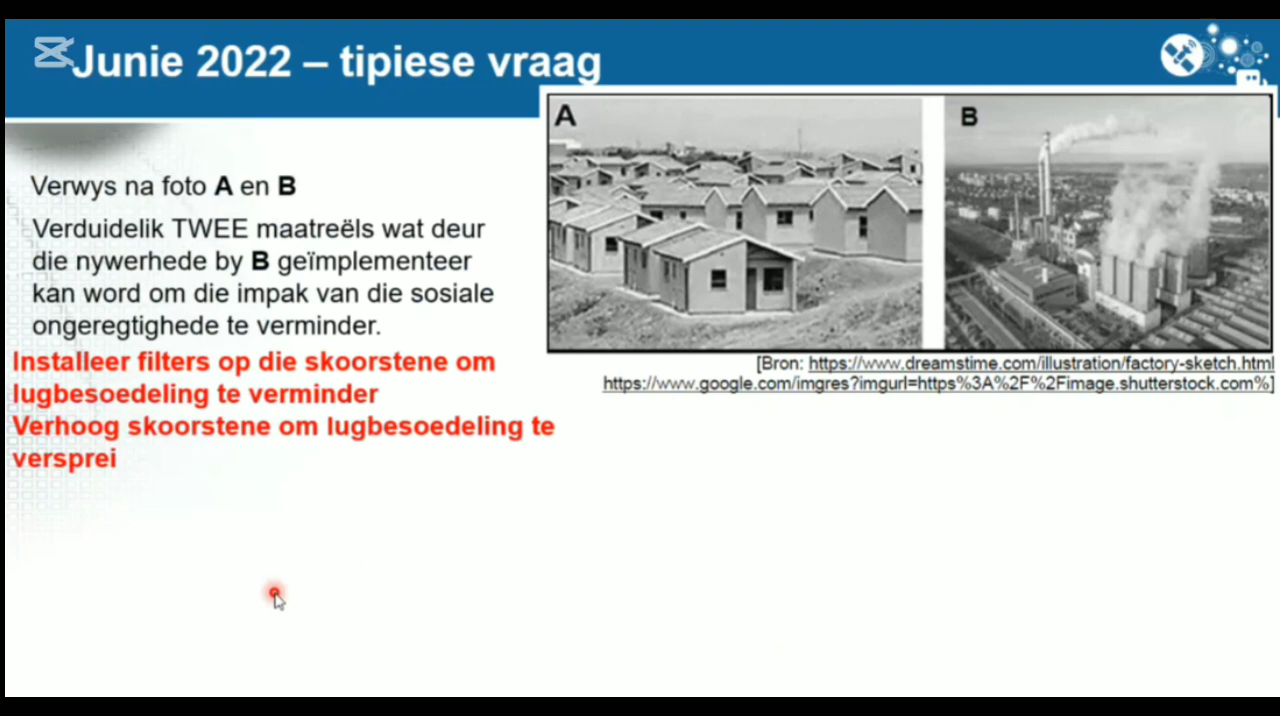 Junie 2022 – tipiese vraag
A
B
Verwys na foto A en B
Verduidelik TWEE maatreëls wat deur
die nywerhede by B geïmplementeer
kan word om die impak van die sosiale
ongeregtighede te verminder.
Installeer filters op die skoorstene om
lugbesoedeling te verminder
Verhoog skoorstene om lugbesoedeling te
versprei
[Bron: https://www.dreamstime.com/illustration/factory-sketch.html
https://www.google.com/imgres?imgurl=https%3A%2F%2Fimage.shutterstock.com%]